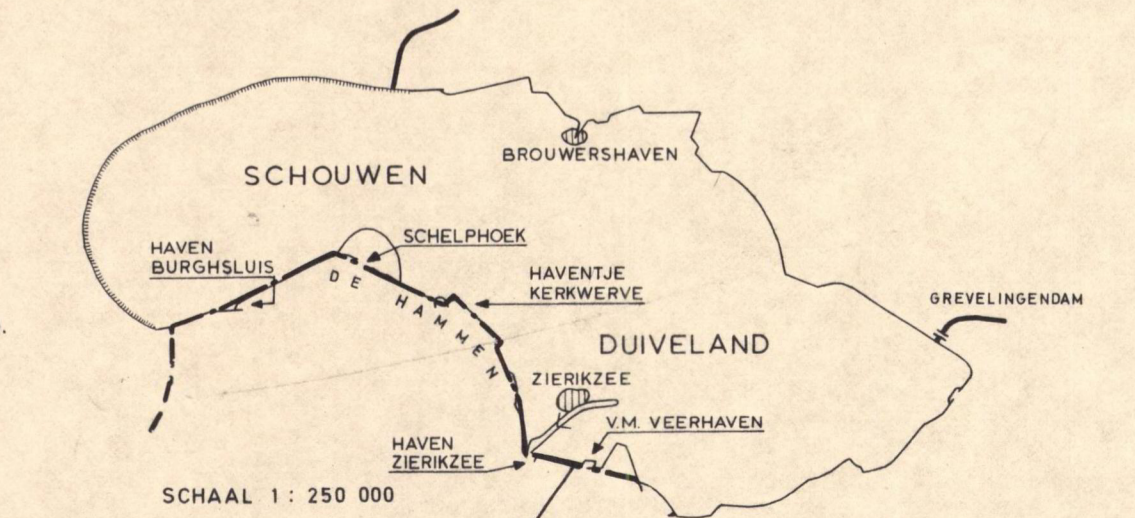 BROUWERSHAVEN
SCHOUWEN
SCHELPHOEK
HAVEN
BURGHSLUIS
HAVENTJE
KERKWERVE
DE HAMMEN
GREVELINGENDAM
DUIVELAND
ZIERIKZEE
V.M. VEERHAVEN
HAVEN
ZIERIKZEE
SCHAAL 1: 250 000